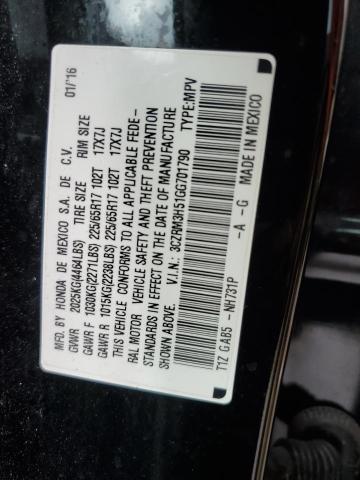 MFD. BY HONDA DE MEXICO S.A. DE C.V. 01/16
GVWR 2025KG(4464LBS) TIRE SIZE RIM SIZE
GAWR F 1030KG(2271LBS) 225/65R17 102T 17X7J
GAWR R 1015KG(2238LBS) 225/65R17 102T 17X7J
THIS VEHICLE CONFORMS TO ALL APPLICABLE FEDE-
RAL MOTOR VEHICLE SAFETY AND THEFT PREVENTION
STANDARDS IN EFFECT ON THE DATE OF MANUFACTURE
SHOWN ABOVE. V.I.N.: 3CZRM3H51GG701790 TYPE:MPV
T1Z GAB5 -NH731P -A -G MADE IN MEXICO